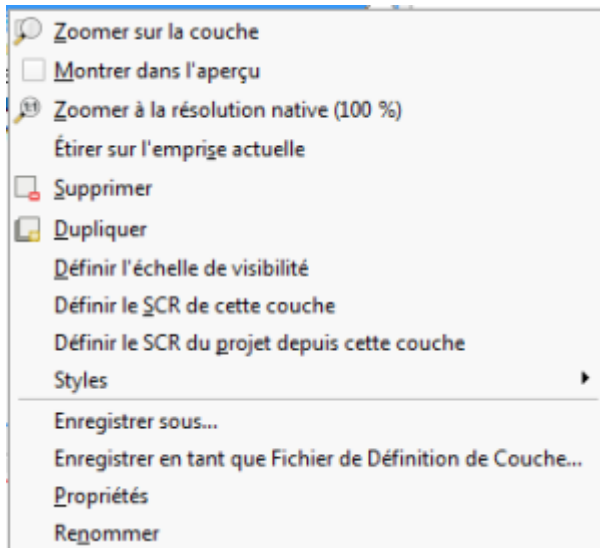 Zoomer sur la couche
Montrer dans l'aperçu
Zoomer à la résolution native (100 %)
Étirer sur l'emprise actuelle
Supprimer
Dupliquer
Définir l'échelle de visibilité
Définir le SCR de cette couche
Définir le SCR du projet depuis cette couche
Styles
Enregistrer sous...
Enregistrer en tant que Fichier de Définition de Couche...
Propriétés
Renommer